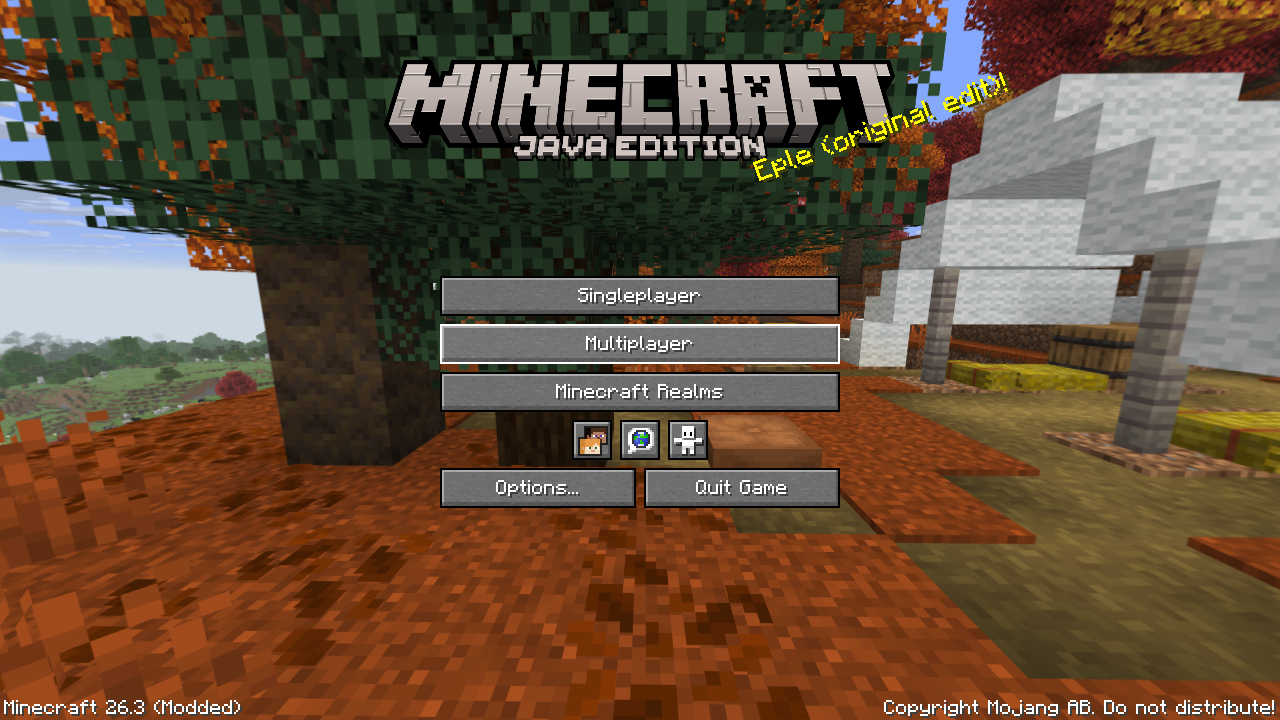 MINECRAFT
JAVA EDITION
Eple (original edit)!
Singleplayer
Multiplayer
Minecraft Realms
Options...
Quit Game
Minecraft 26.3 (Modded)
Copyright Mojang AB. Do not distribute!